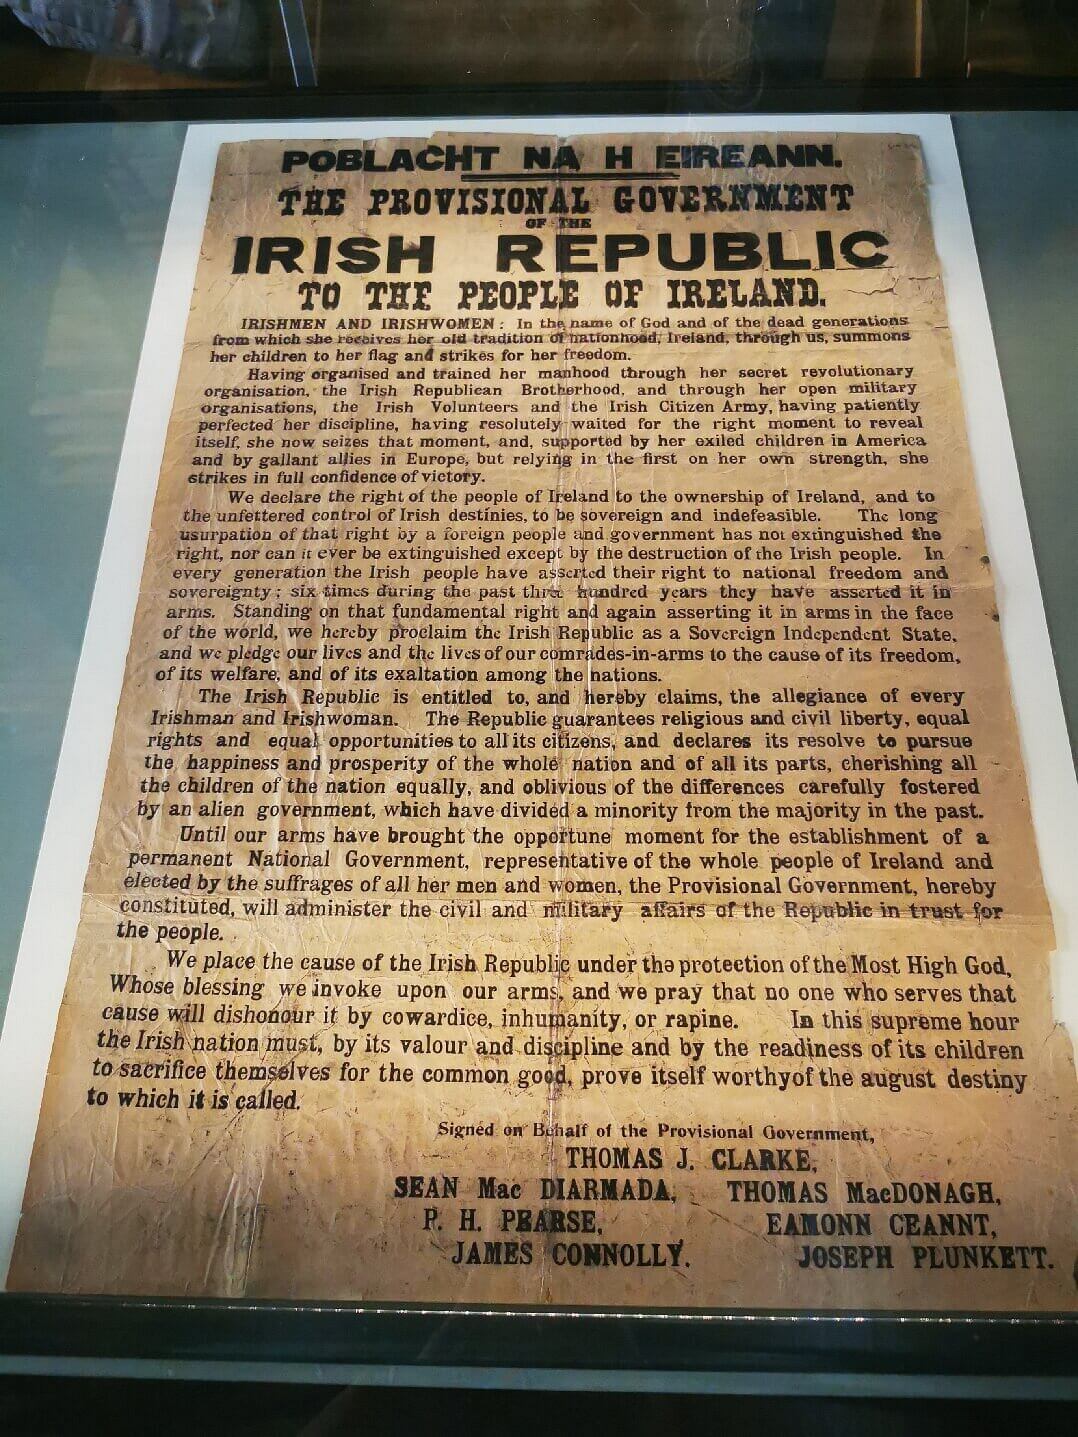 POBLACHT NA H EIREANN.
THE PROVISIONAL GOVERNMENT
OF THE
IRISH REPUBLIC
TO THE PEOPLE OF IRELAND.
IRISHMEN AND IRISHWOMEN: In the name of God and of the dead generations
from which she receives her old tradition of nationhood, Ireland, through us, summons
her children to her flag and strikes for her freedom.
Having organised and trained her manhood through her secret revolutionary
organisation, the Irish Republican Brotherhood, and through her open military
organisations, the Irish Volunteers and the Irish Citizen Army, having patiently
perfected her discipline, having resolutely waited for the right moment to reveal
itself, she now seizes that moment, and, supported by her exiled children in America
and by gallant allies in Europe, but relying in the first on her own strength, she
strikes in full confidence of victory.
We declare the right of the people of Ireland to the ownership of Ireland, and to
the unfettered control of Irish destinies, to be sovereign and indefeasible. The long
usurpation of that right by a foreign people and government has not extinguished the
right, nor can it ever be extinguished except by the destruction of the Irish people. In
every generation the Irish people have asserted their right to national freedom and
sovereignty; six times during the past three hundred years they have asserted it in
arms. Standing on that fundamental right and again asserting it in arms in the face
of the world, we hereby proclaim the Irish Republic as a Sovereign Independent State,
and we pledge our lives and the lives of our comrades-in-arms to the cause of its freedom,
of its welfare, and of its exaltation among the nations.
The Irish Republic is entitled to, and hereby claims, the allegiance of every
Irishman and Irishwoman. The Republic guarantees religious and civil liberty, equal
rights and equal opportunities to all its citizens, and declares its resolve to pursue
the happiness and prosperity of the whole nation and of all its parts, cherishing all
the children of the nation equally, and oblivious of the differences carefully fostered
by an alien government, which have divided a minority from the majority in the past.
Until our arms have brought the opportune moment for the establishment of a
permanent National Government, representative of the whole people of Ireland and
elected by the suffrages of all her men and women, the Provisional Government, hereby
constituted, will administer the civil and military affairs of the Republic in trust for
the people.
We place the cause of the Irish Republic under the protection of the Most High God,
Whose blessing we invoke upon our arms, and we pray that no one who serves that
cause will dishonour it by cowardice, inhumanity, or rapine. In this supreme hour
the Irish nation must, by its valour and discipline and by the readiness of its children
to sacrifice themselves for the common good, prove itself worthy of the august destiny
to which it is called.
Signed on Behalf of the Provisional Government,
THOMAS J. CLARKE,
SEAN Mac DIARMADA, THOMAS MacDONAGH,
P. H. PEARSE, EAMONN CEANNT,
JAMES CONNOLLY. JOSEPH PLUNKETT.